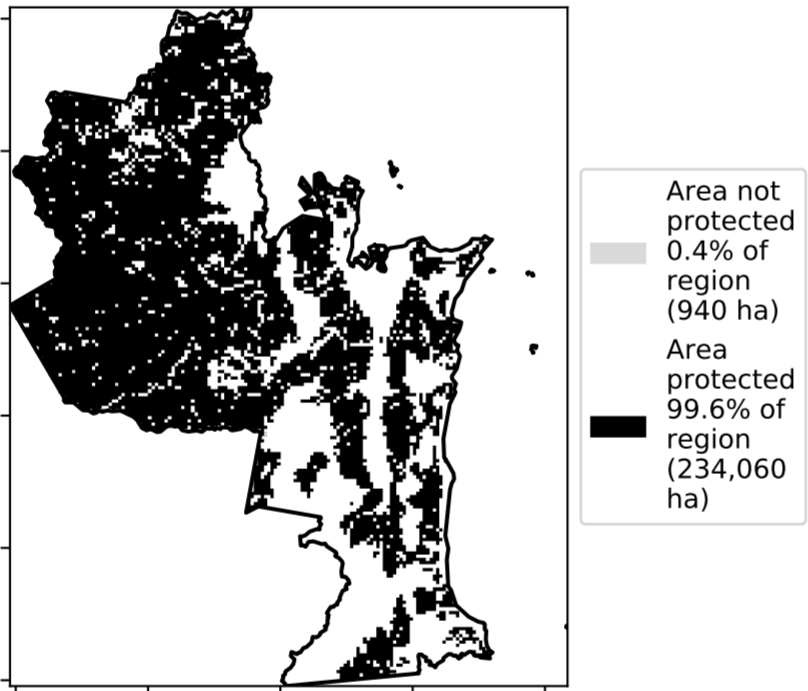 Area not
protected
0.4% of
region
(940 ha)
Area
protected
99.6% of
region
(234,060
ha)